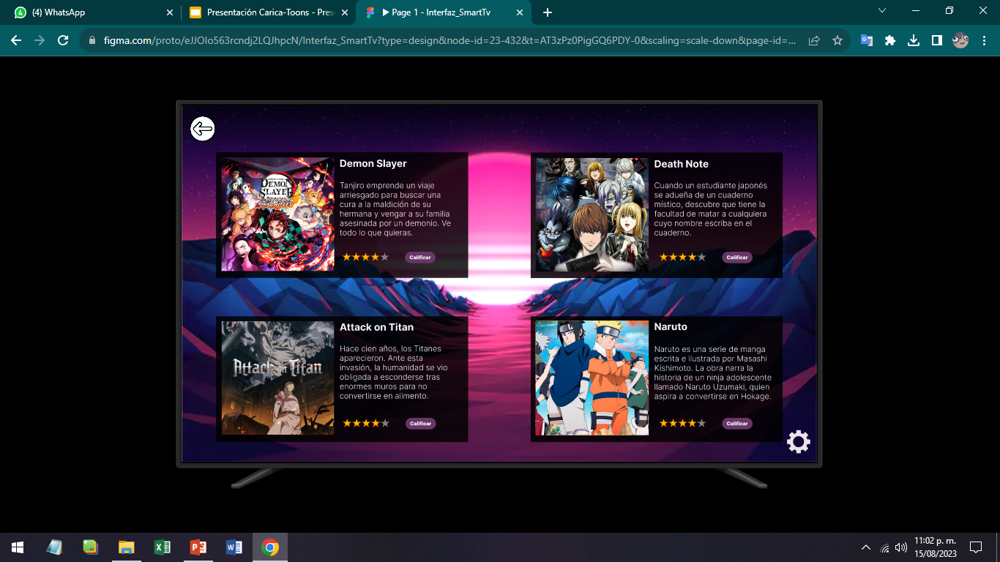 (4) WhatsApp
Presentación Carica-Toons - Pres
Page 1 - Interfaz_SmartTv
figma.com/proto/eJJOIo563rcndj2LQJhpcN/Interfaz_SmartTv?type=design&node-id=23-432&t=AT3zPz0PigGQ6PDY-0&scaling=scale-down&page-id=...
DEMON
SLAYER
Demon Slayer
Tanjiro emprende un viaje
arriesgado para buscar una
cura a la maldición de su
hermana y vengar a su familia
asesinada por un demonio. Ve
todo lo que quieras.
Calificar
Death Note
Cuando un estudiante japonés
se adueña de un cuaderno
místico, descubre que tiene la
facultad de matar a cualquiera
cuyo nombre escriba en el
cuaderno.
Calificar
Attack on Titan
Attack on Titan
Hace cien años, los Titanes
aparecieron. Ante esta
invasión, la humanidad se vio
obligada a esconderse tras
enormes muros para no
convertirse en alimento.
Calificar
Naruto
Naruto es una serie de manga
escrita e ilustrada por Masashi
Kishimoto. La obra narra la
historia de un ninja adolescente
llamado Naruto Uzumaki, quien
aspira a convertirse en Hokage.
Calificar
11:02 p. m.
15/08/2023